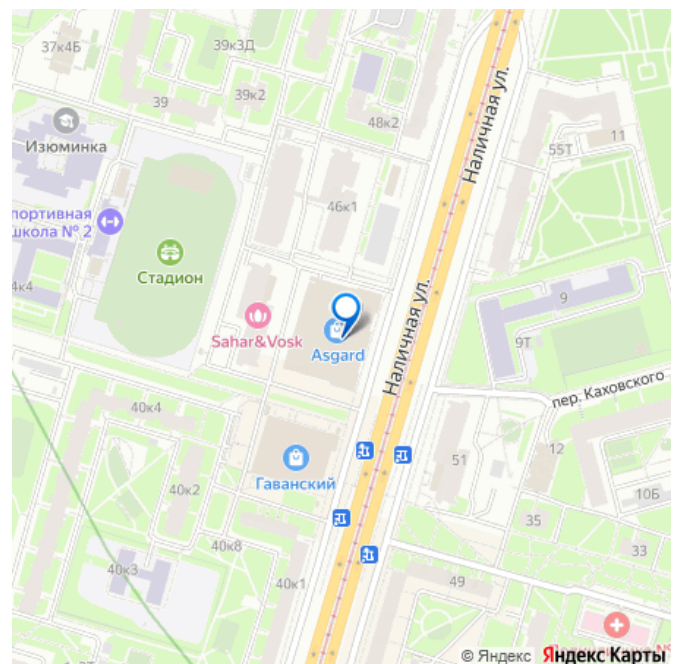 37к4Б
39к3Д
39
39к2
48к2
Наличная ул.
55Т
11
Изюминка
46к1
портивная
школа № 2
Стадион
4к4
Sahar&Vosk
Asgard
Наличная ул.
9
9Т
пер. Каховского
40к4
Гаванский
51
12
40к2
10Б
35
33
40к8
40к3
40к1
49
© Яндекс Яндекс Карты